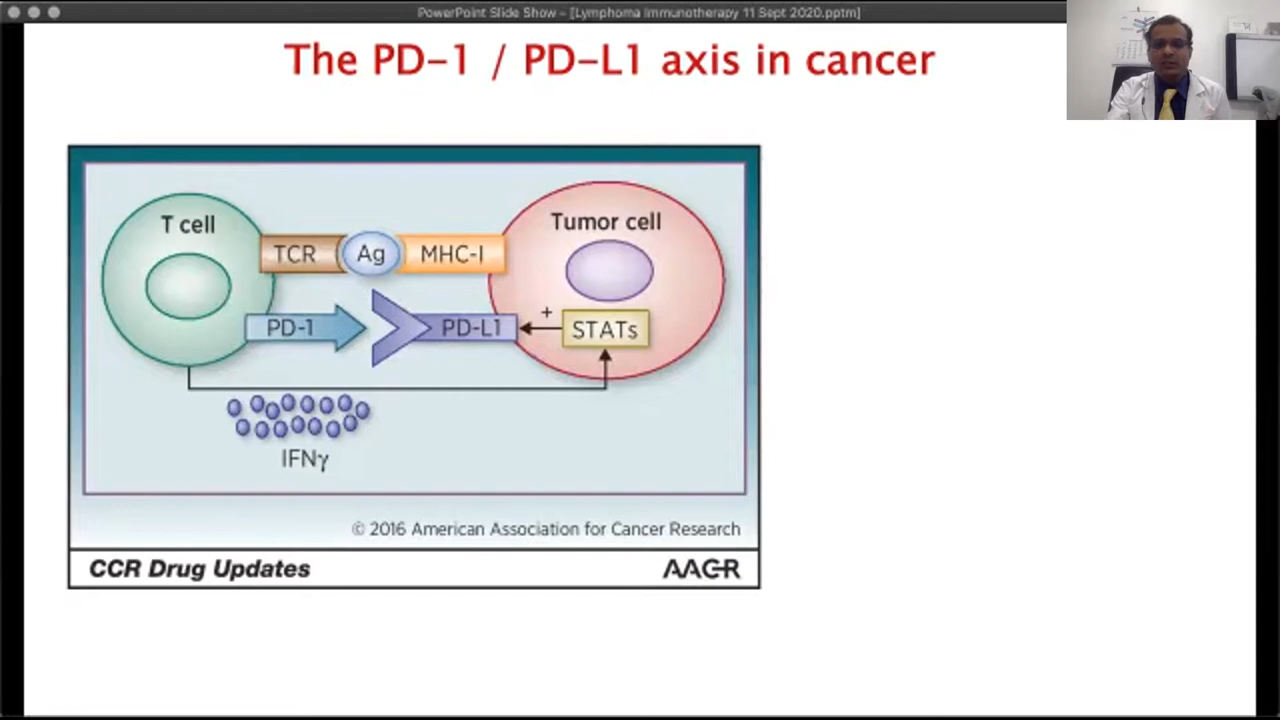 PowerPoint Slide Show – [Lymphoma Immunotherapy 11 Sept 2020.pptm]
The PD-1 / PD-L1 axis in cancer
T cell
Tumor cell
TCR Ag MHC-I
PD-1 PD-L1 + STATs
IFNγ
© 2016 American Association for Cancer Research
CCR Drug Updates AACR